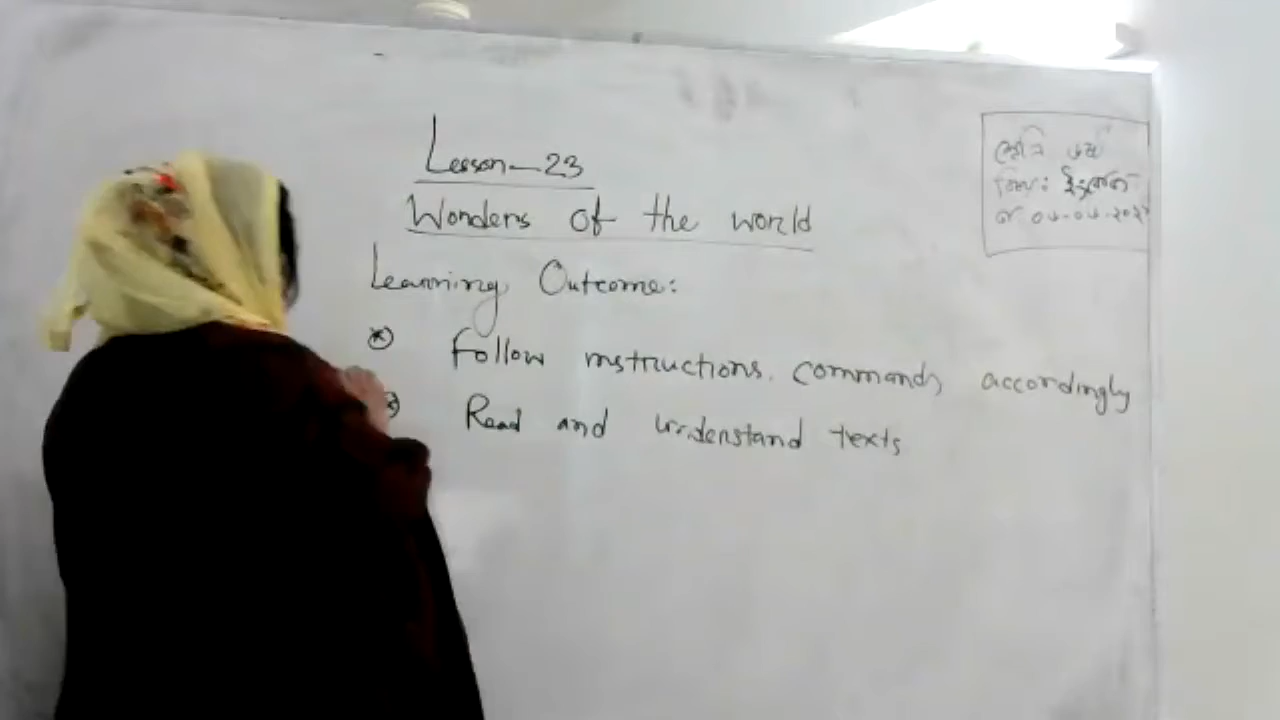 Lesson-23
Wonders of the world
শ্রেণি ৬ষ্ঠ
বিষয়: ইংরেজি
Learning Outcome:
Follow instructions. commands accordingly
Read and understand texts